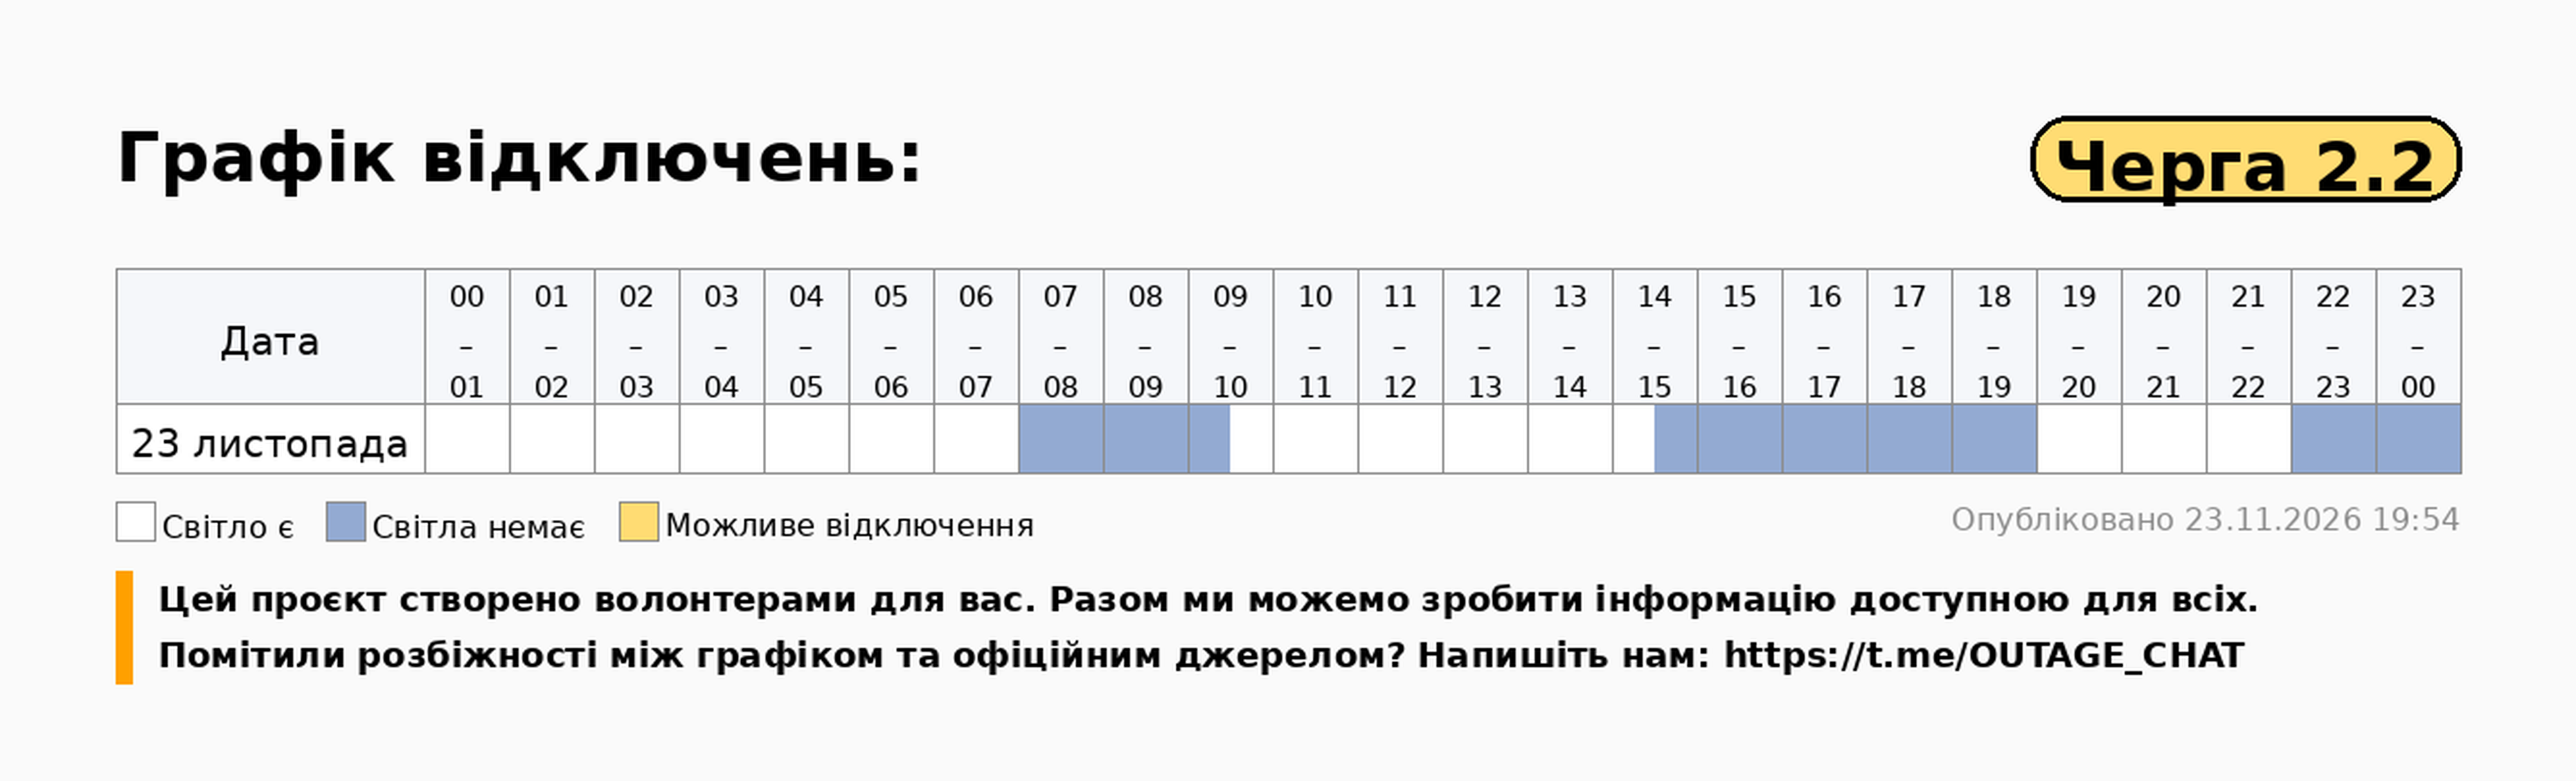 Графік відключень:
Черга 2.2
Дата 00 – 01 01 – 02 02 – 03 03 – 04 04 – 05 05 – 06 06 – 07 07 – 08 08 – 09 09 – 10 10 – 11 11 – 12 12 – 13 13 – 14 14 – 15 15 – 16 16 – 17 17 – 18 18 – 19 19 – 20 20 – 21 21 – 22 22 – 23 23 – 00
23 листопада
Світло є Світла немає Можливе відключення
Опубліковано 23.11.2026 19:54
Цей проєкт створено волонтерами для вас. Разом ми можемо зробити інформацію доступною для всіх.
Помітили розбіжності між графіком та офіційним джерелом? Напишіть нам: https://t.me/OUTAGE_CHAT